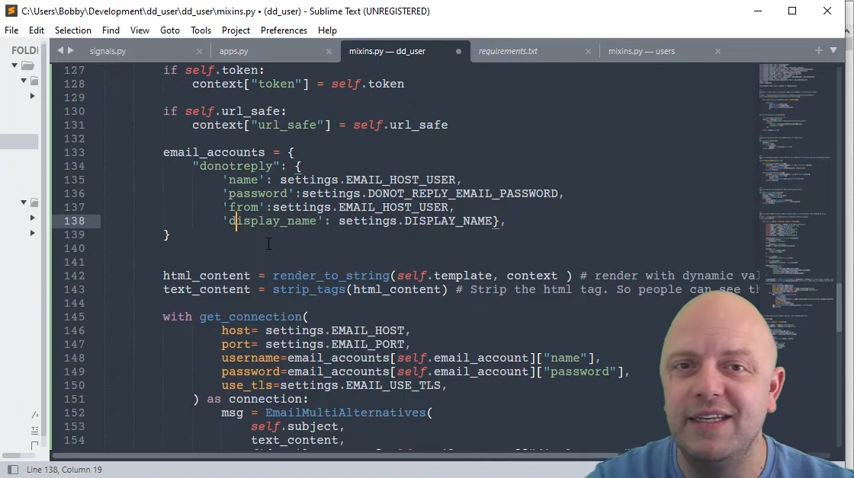 C:\Users\Bobby\Development\dd_user\dd_user\mixins.py • (dd_user) - Sublime Text (UNREGISTERED)
File Edit Selection Find View Goto Tools Project Preferences Help
FOLD
signals.py apps.py mixins.py — dd_user requirements.txt mixins.py — users
127 if self.token:
128 context["token"] = self.token
129
130 if self.url_safe:
131 context["url_safe"] = self.url_safe
132
133 email_accounts = {
134 "donotreply": {
135 'name': settings.EMAIL_HOST_USER,
136 'password':settings.DONOT_REPLY_EMAIL_PASSWORD,
137 'from':settings.EMAIL_HOST_USER,
138 'display_name': settings.DISPLAY_NAME},
139 }
140
141
142 html_content = render_to_string(self.template, context ) # render with dynamic val
143 text_content = strip_tags(html_content) # Strip the html tag. So people can see th
144
145 with get_connection(
146 host= settings.EMAIL_HOST,
147 port= settings.EMAIL_PORT,
148 username=email_accounts[self.email_account]["name"],
149 password=email_accounts[self.email_account]["password"],
150 use_tls=settings.EMAIL_USE_TLS,
151 ) as connection:
152 msg = EmailMultiAlternatives(
153 self.subject,
154 text_content,
Line 138, Column 19